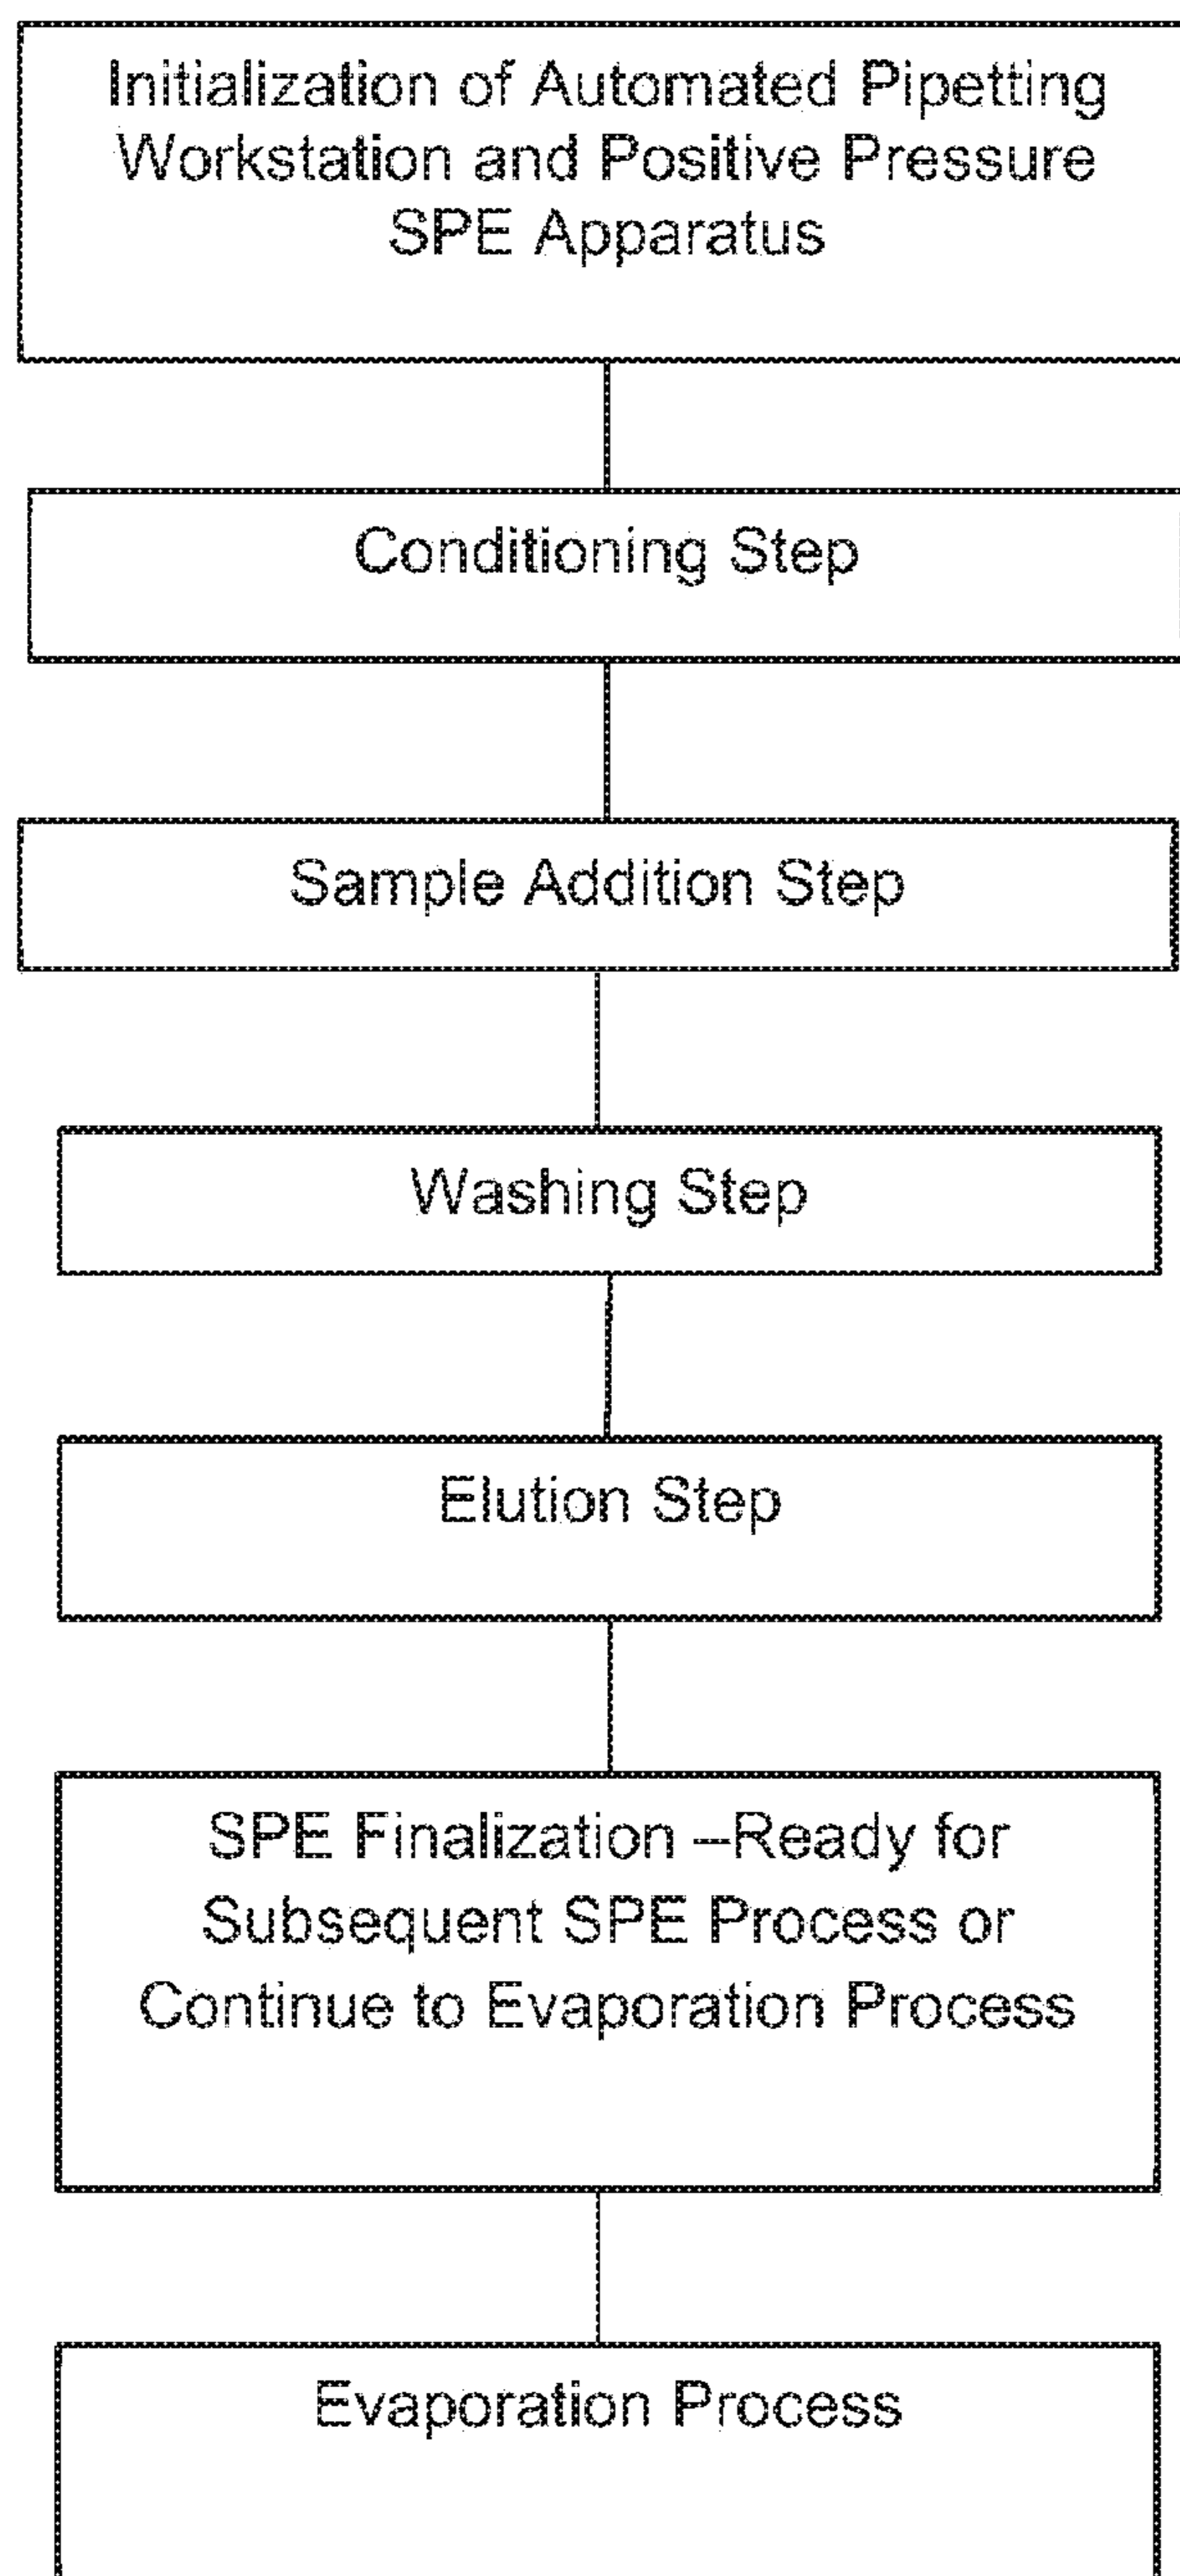 Initialization of Automated Pipetting
Workstation and Positive Pressure
SPE Apparatus
Conditioning Step
Sample Addition Step
Washing Step
Elution Step
SPE Finalization –Ready for
Subsequent SPE Process or
Continue to Evaporation Process
Evaporation Process